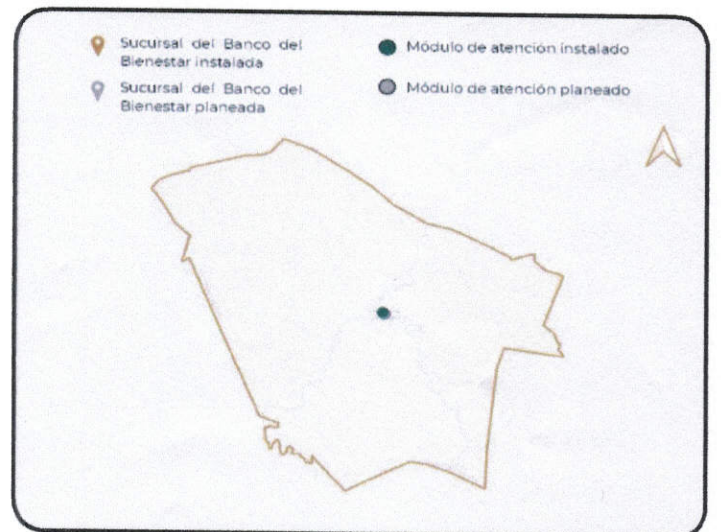 Sucursal del Banco del
Bienestar instalada
Sucursal del Banco del
Bienestar planeada
Módulo de atención instalado
Módulo de atención planeado